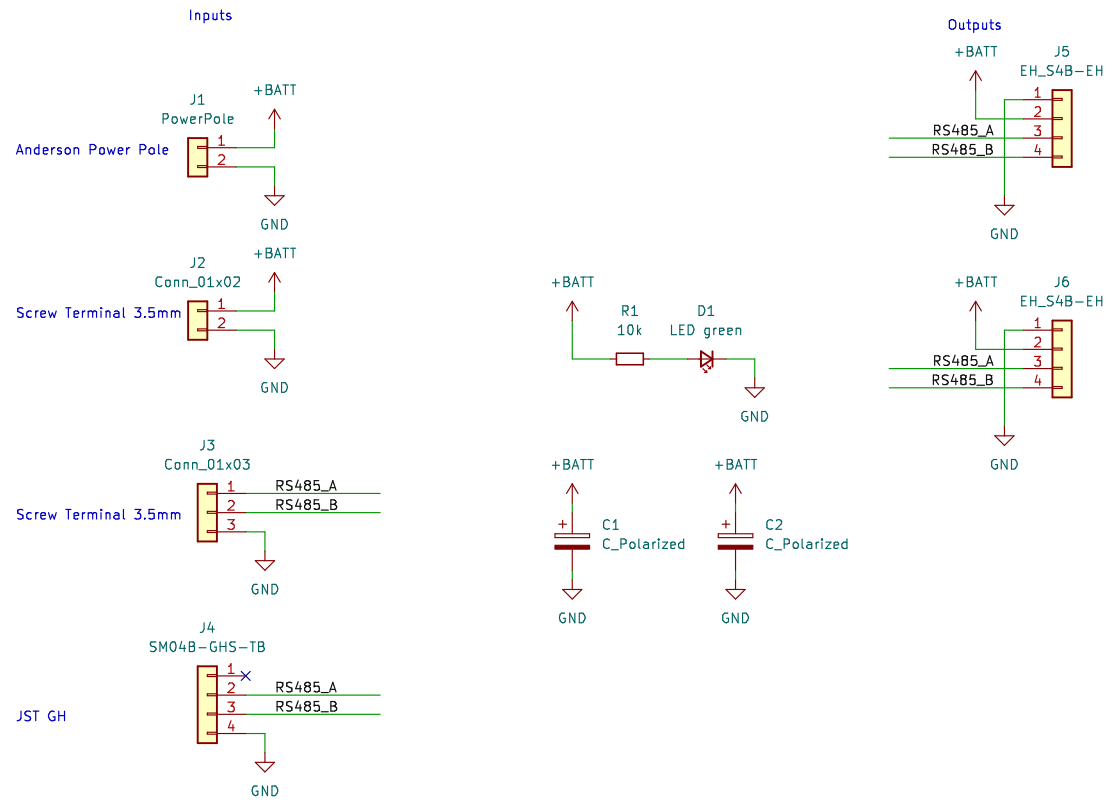 Inputs
J1
PowerPole
+BATT
Anderson Power Pole
1
2
GND
J2
Conn_01x02
+BATT
Screw Terminal 3.5mm
1
2
GND
J3
Conn_01x03
Screw Terminal 3.5mm
1
RS485_A
2
RS485_B
3
GND
J4
SM04B-GHS-TB
JST GH
1
2
RS485_A
3
RS485_B
4
GND
+BATT
R1
10k
D1
LED green
GND
+BATT
+
C1
C_Polarized
GND
+BATT
+
C2
C_Polarized
GND
Outputs
+BATT
J5
EH_S4B-EH
1
2
RS485_A
3
RS485_B
4
GND
+BATT
J6
EH_S4B-EH
1
2
RS485_A
3
RS485_B
4
GND